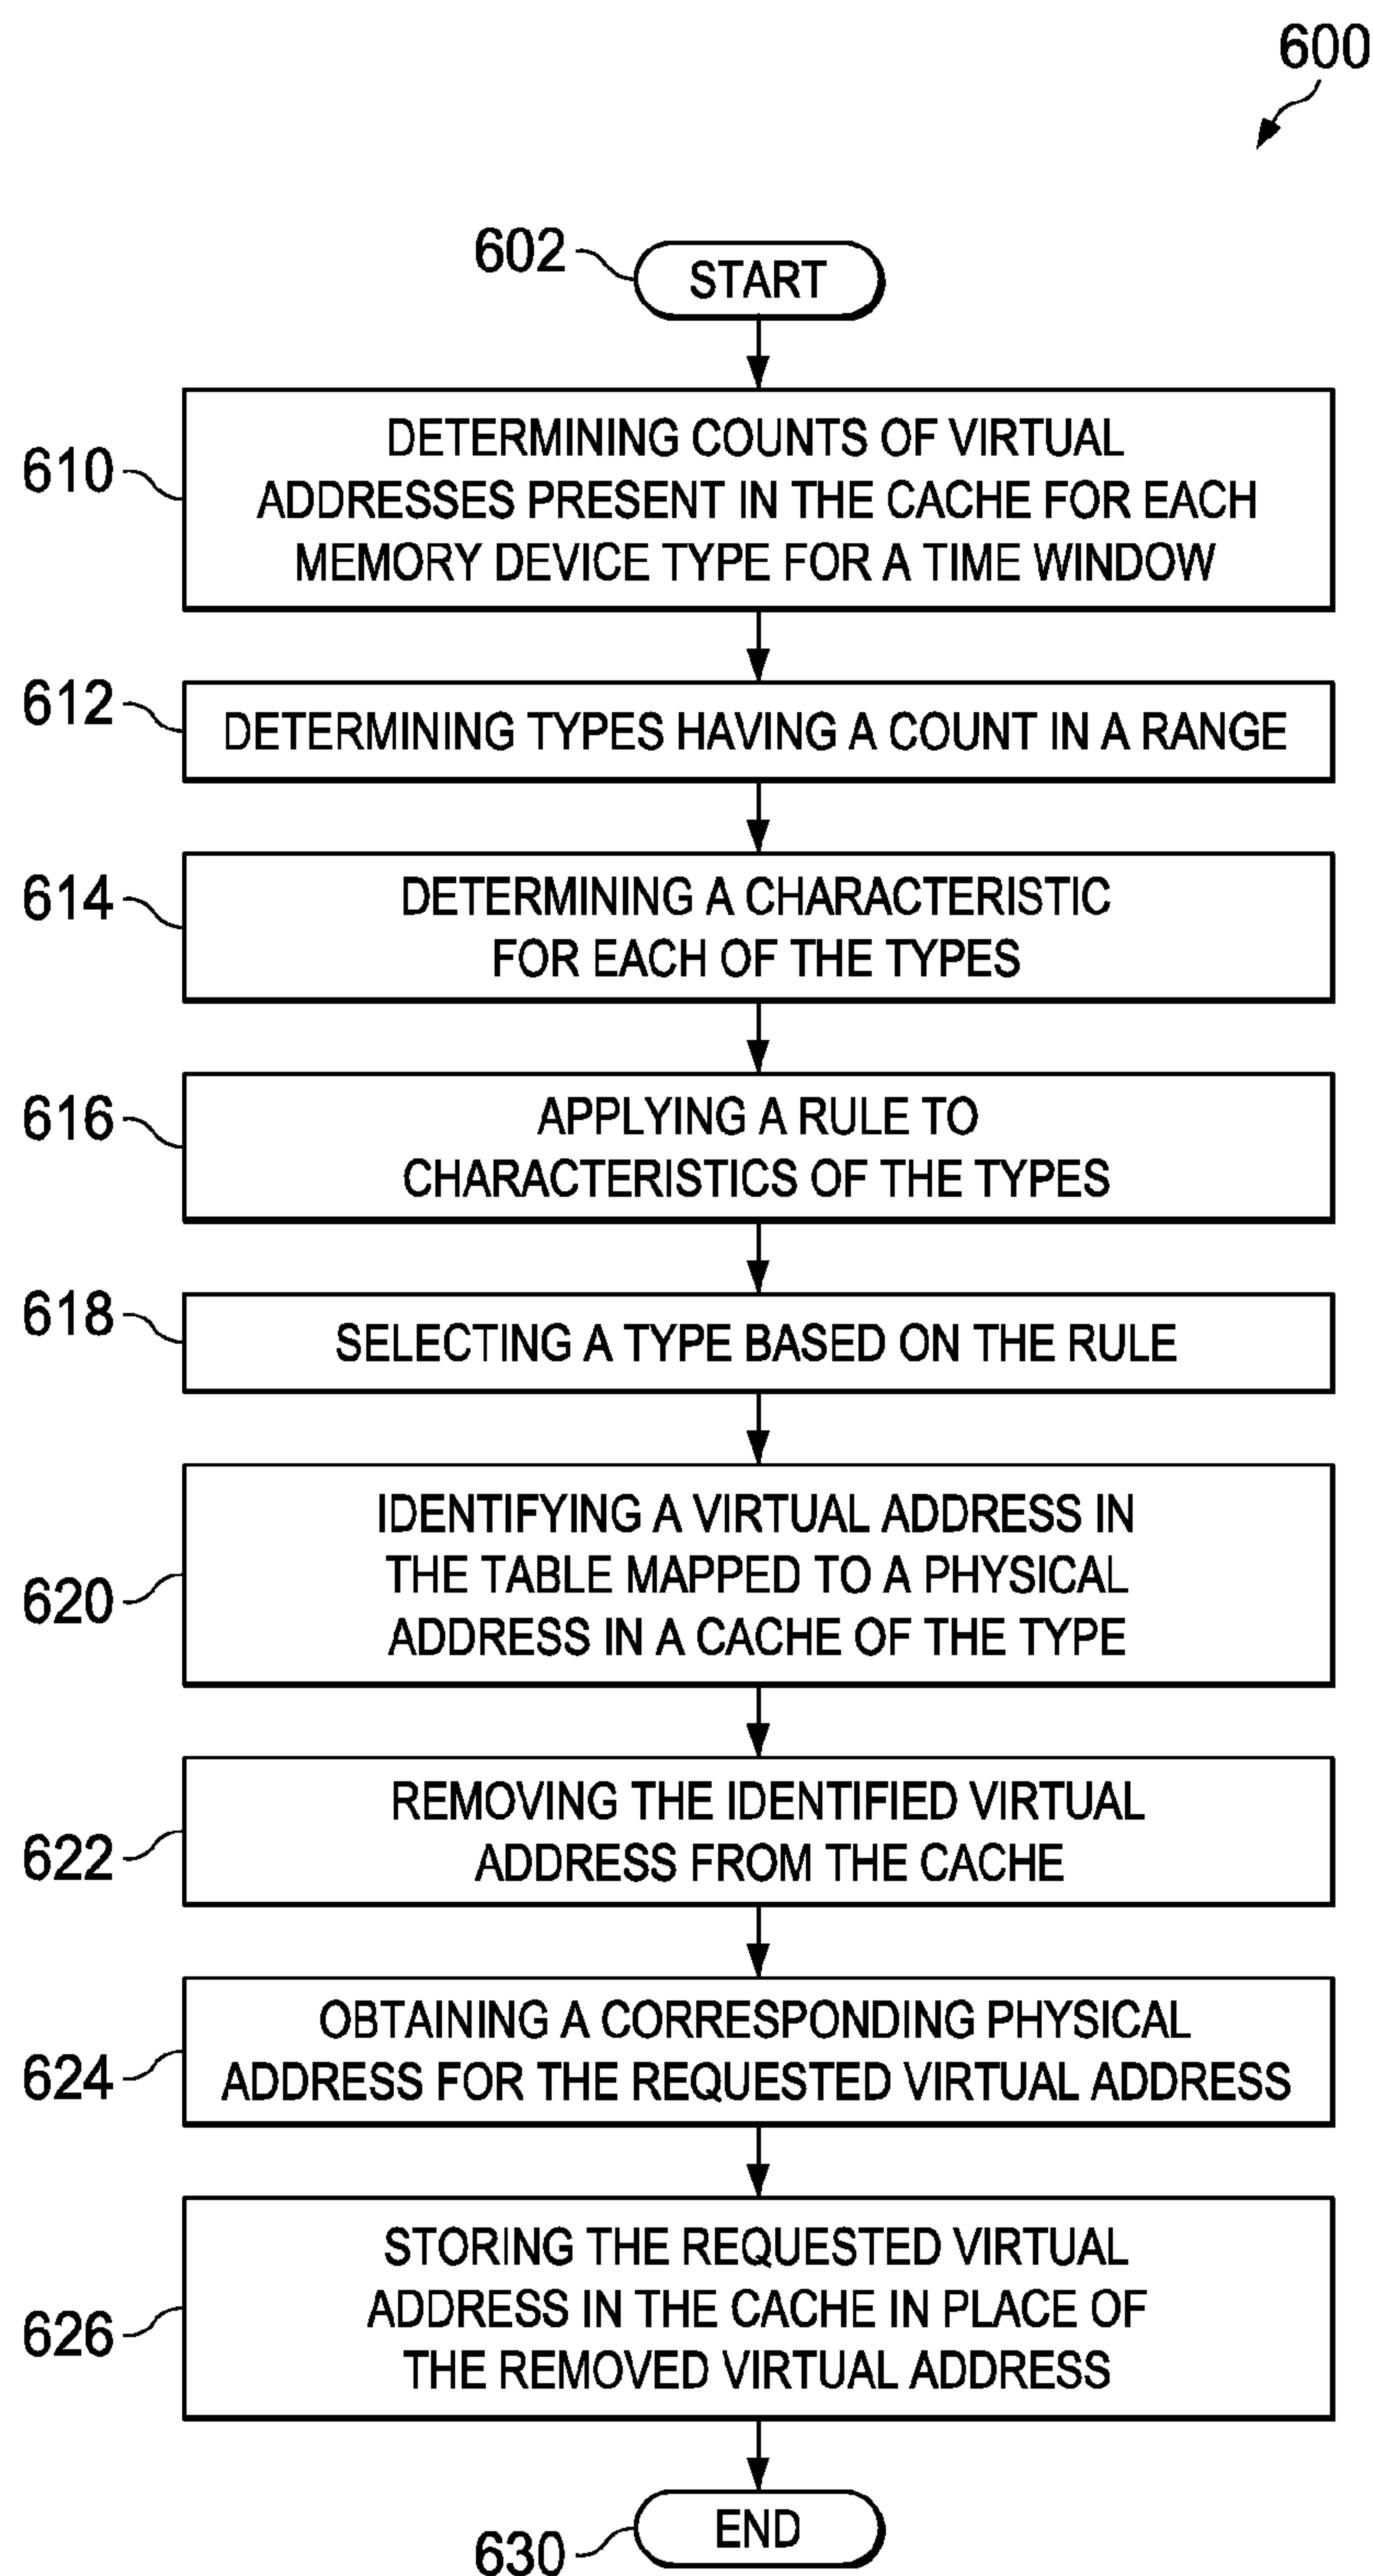 600
602
START
610
DETERMINING COUNTS OF VIRTUAL
ADDRESSES PRESENT IN THE CACHE FOR EACH
MEMORY DEVICE TYPE FOR A TIME WINDOW
612
DETERMINING TYPES HAVING A COUNT IN A RANGE
614
DETERMINING A CHARACTERISTIC
FOR EACH OF THE TYPES
616
APPLYING A RULE TO
CHARACTERISTICS OF THE TYPES
618
SELECTING A TYPE BASED ON THE RULE
620
IDENTIFYING A VIRTUAL ADDRESS IN
THE TABLE MAPPED TO A PHYSICAL
ADDRESS IN A CACHE OF THE TYPE
622
REMOVING THE IDENTIFIED VIRTUAL
ADDRESS FROM THE CACHE
624
OBTAINING A CORRESPONDING PHYSICAL
ADDRESS FOR THE REQUESTED VIRTUAL ADDRESS
626
STORING THE REQUESTED VIRTUAL
ADDRESS IN THE CACHE IN PLACE OF
THE REMOVED VIRTUAL ADDRESS
630
END